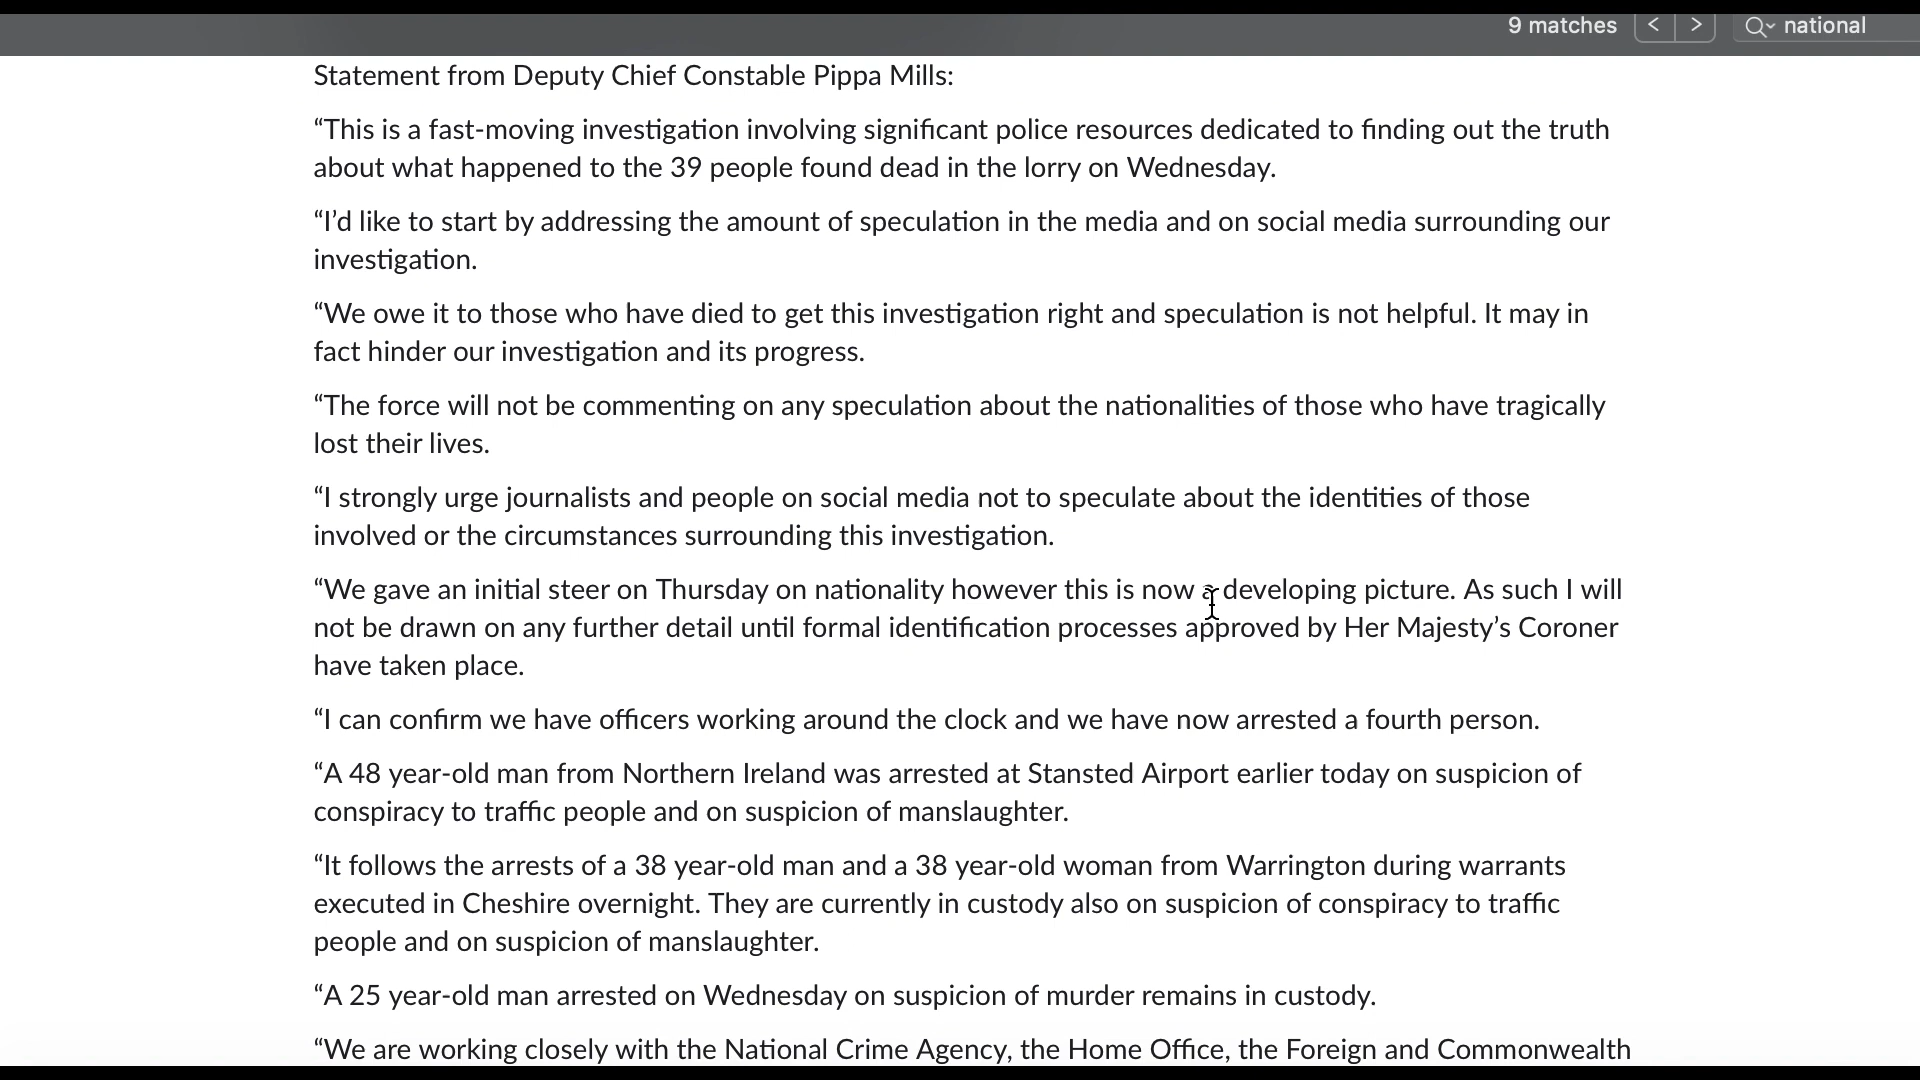 9 matches < > national
Statement from Deputy Chief Constable Pippa Mills:
“This is a fast-moving investigation involving significant police resources dedicated to finding out the truth
about what happened to the 39 people found dead in the lorry on Wednesday.
“I’d like to start by addressing the amount of speculation in the media and on social media surrounding our
investigation.
“We owe it to those who have died to get this investigation right and speculation is not helpful. It may in
fact hinder our investigation and its progress.
“The force will not be commenting on any speculation about the nationalities of those who have tragically
lost their lives.
“I strongly urge journalists and people on social media not to speculate about the identities of those
involved or the circumstances surrounding this investigation.
“We gave an initial steer on Thursday on nationality however this is now a developing picture. As such I will
not be drawn on any further detail until formal identification processes approved by Her Majesty’s Coroner
have taken place.
“I can confirm we have officers working around the clock and we have now arrested a fourth person.
“A 48 year-old man from Northern Ireland was arrested at Stansted Airport earlier today on suspicion of
conspiracy to traffic people and on suspicion of manslaughter.
“It follows the arrests of a 38 year-old man and a 38 year-old woman from Warrington during warrants
executed in Cheshire overnight. They are currently in custody also on suspicion of conspiracy to traffic
people and on suspicion of manslaughter.
“A 25 year-old man arrested on Wednesday on suspicion of murder remains in custody.
“We are working closely with the National Crime Agency, the Home Office, the Foreign and Commonwealth